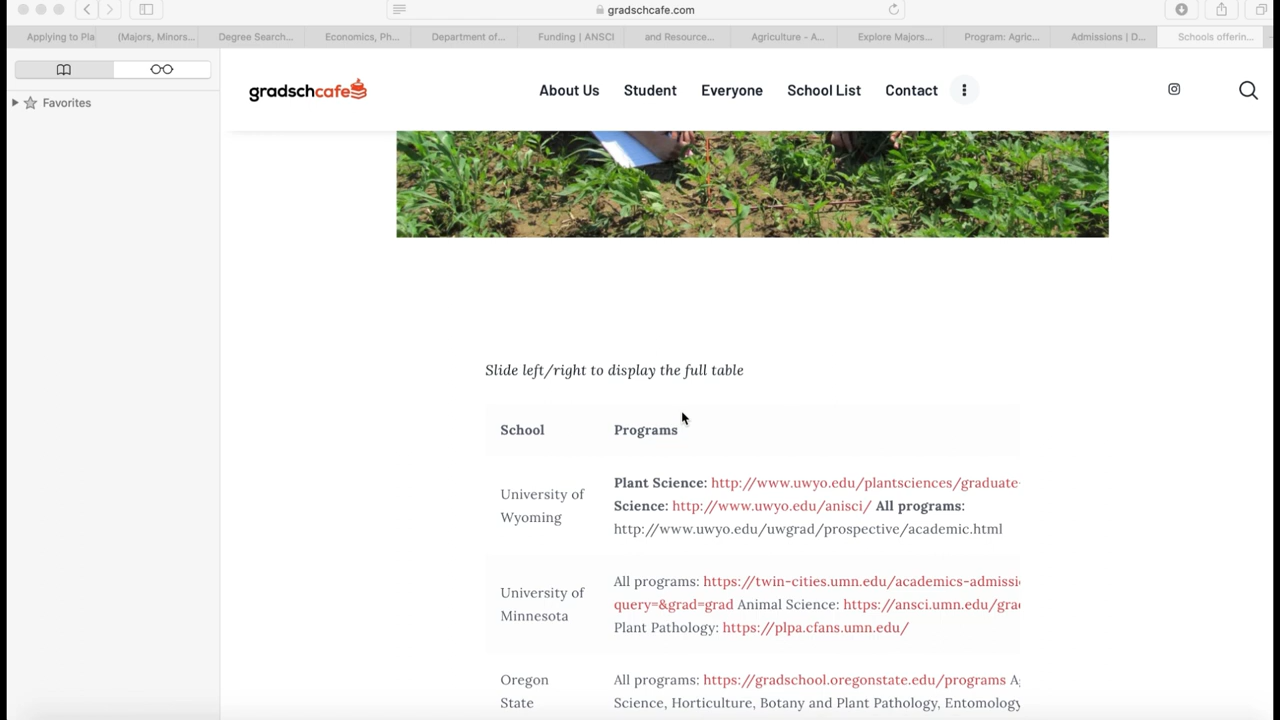 gradschcafe.com
Applying to Pla
(Majors, Minors...
Degree Search...
Economics, Ph...
Department of...
Funding | ANSCI
and Resource...
Agriculture - A...
Explore Majors...
Program: Agric...
Admissions | D...
Schools offerin...
Favorites
gradschcafe
About Us
Student
Everyone
School List
Contact
Slide left/right to display the full table
School
Programs
University of
Wyoming
Plant Science: http://www.uwyo.edu/plantsciences/graduate-
Science: http://www.uwyo.edu/anisci/ All programs:
http://www.uwyo.edu/uwgrad/prospective/academic.html
University of
Minnesota
All programs: https://twin-cities.umn.edu/academics-admissi
query=&grad=grad Animal Science: https://ansci.umn.edu/grad
Plant Pathology: https://plpa.cfans.umn.edu/
Oregon
State
All programs: https://gradschool.oregonstate.edu/programs Ag
Science, Horticulture, Botany and Plant Pathology, Entomology